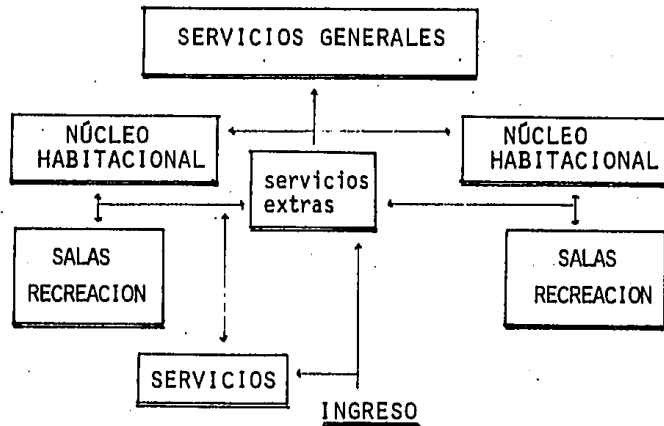 SERVICIOS GENERALES
NÚCLEO
HABITACIONAL
NÚCLEO
HABITACIONAL
servicios
extras
SALAS
RECREACION
SALAS
RECREACION
SERVICIOS
INGRESO